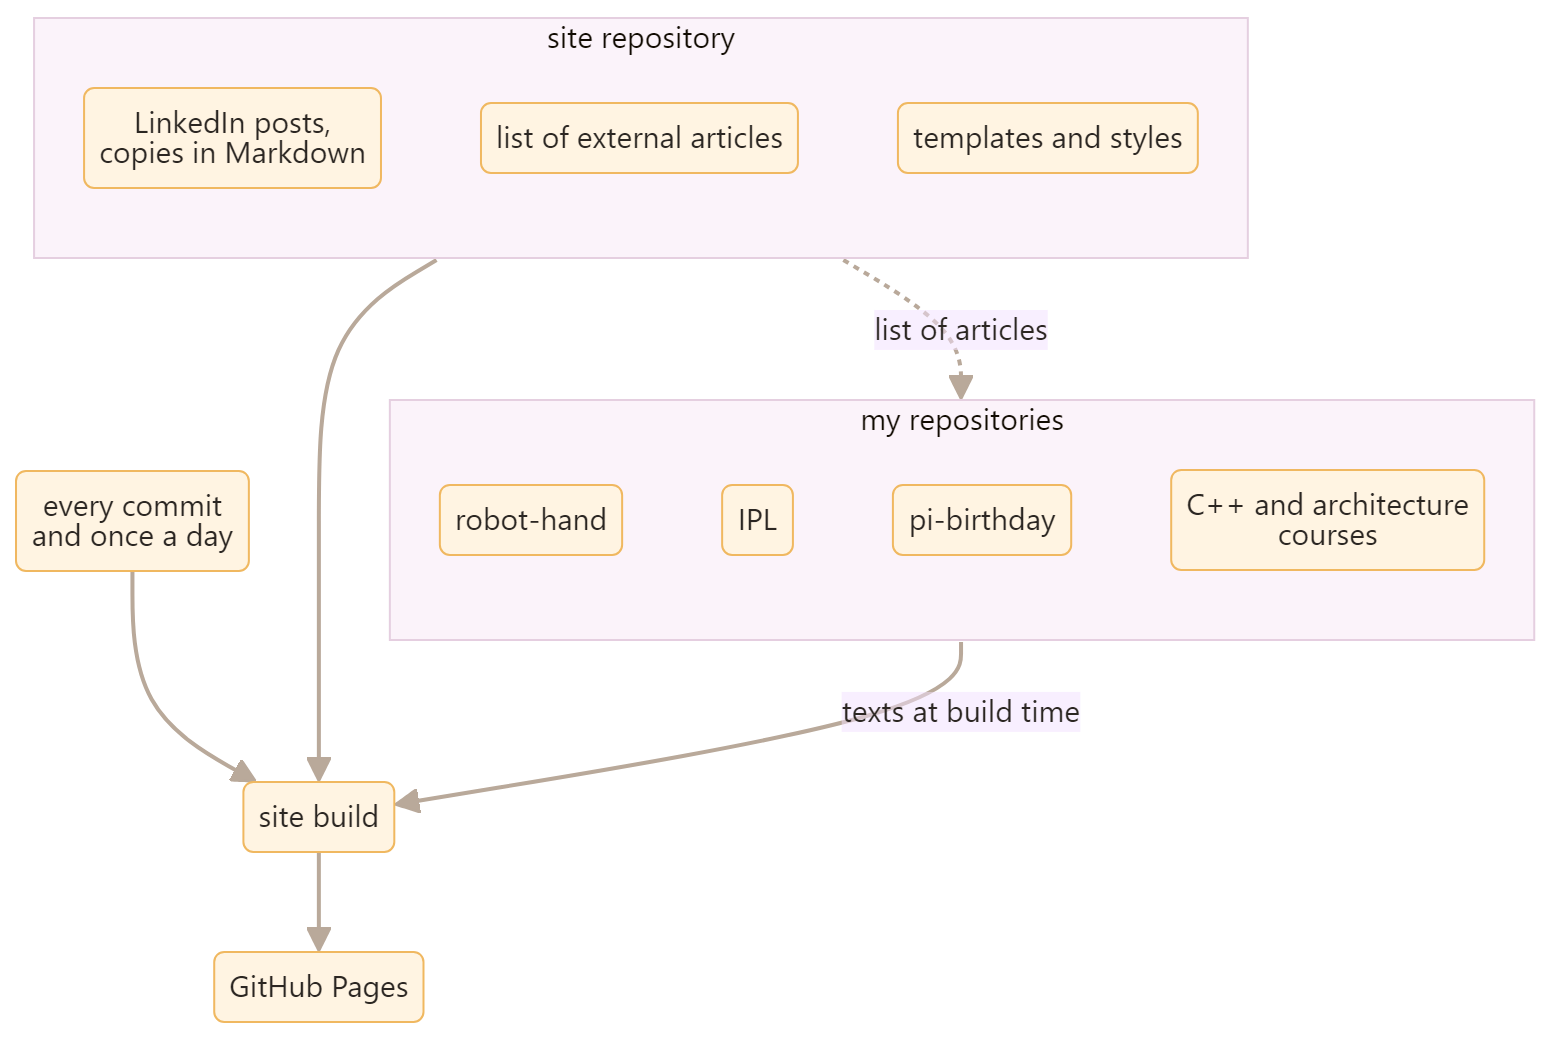 site repository
LinkedIn posts,
copies in Markdown
list of external articles
templates and styles
list of articles
my repositories
every commit
and once a day
robot-hand
IPL
pi-birthday
C++ and architecture
courses
texts at build time
site build
GitHub Pages